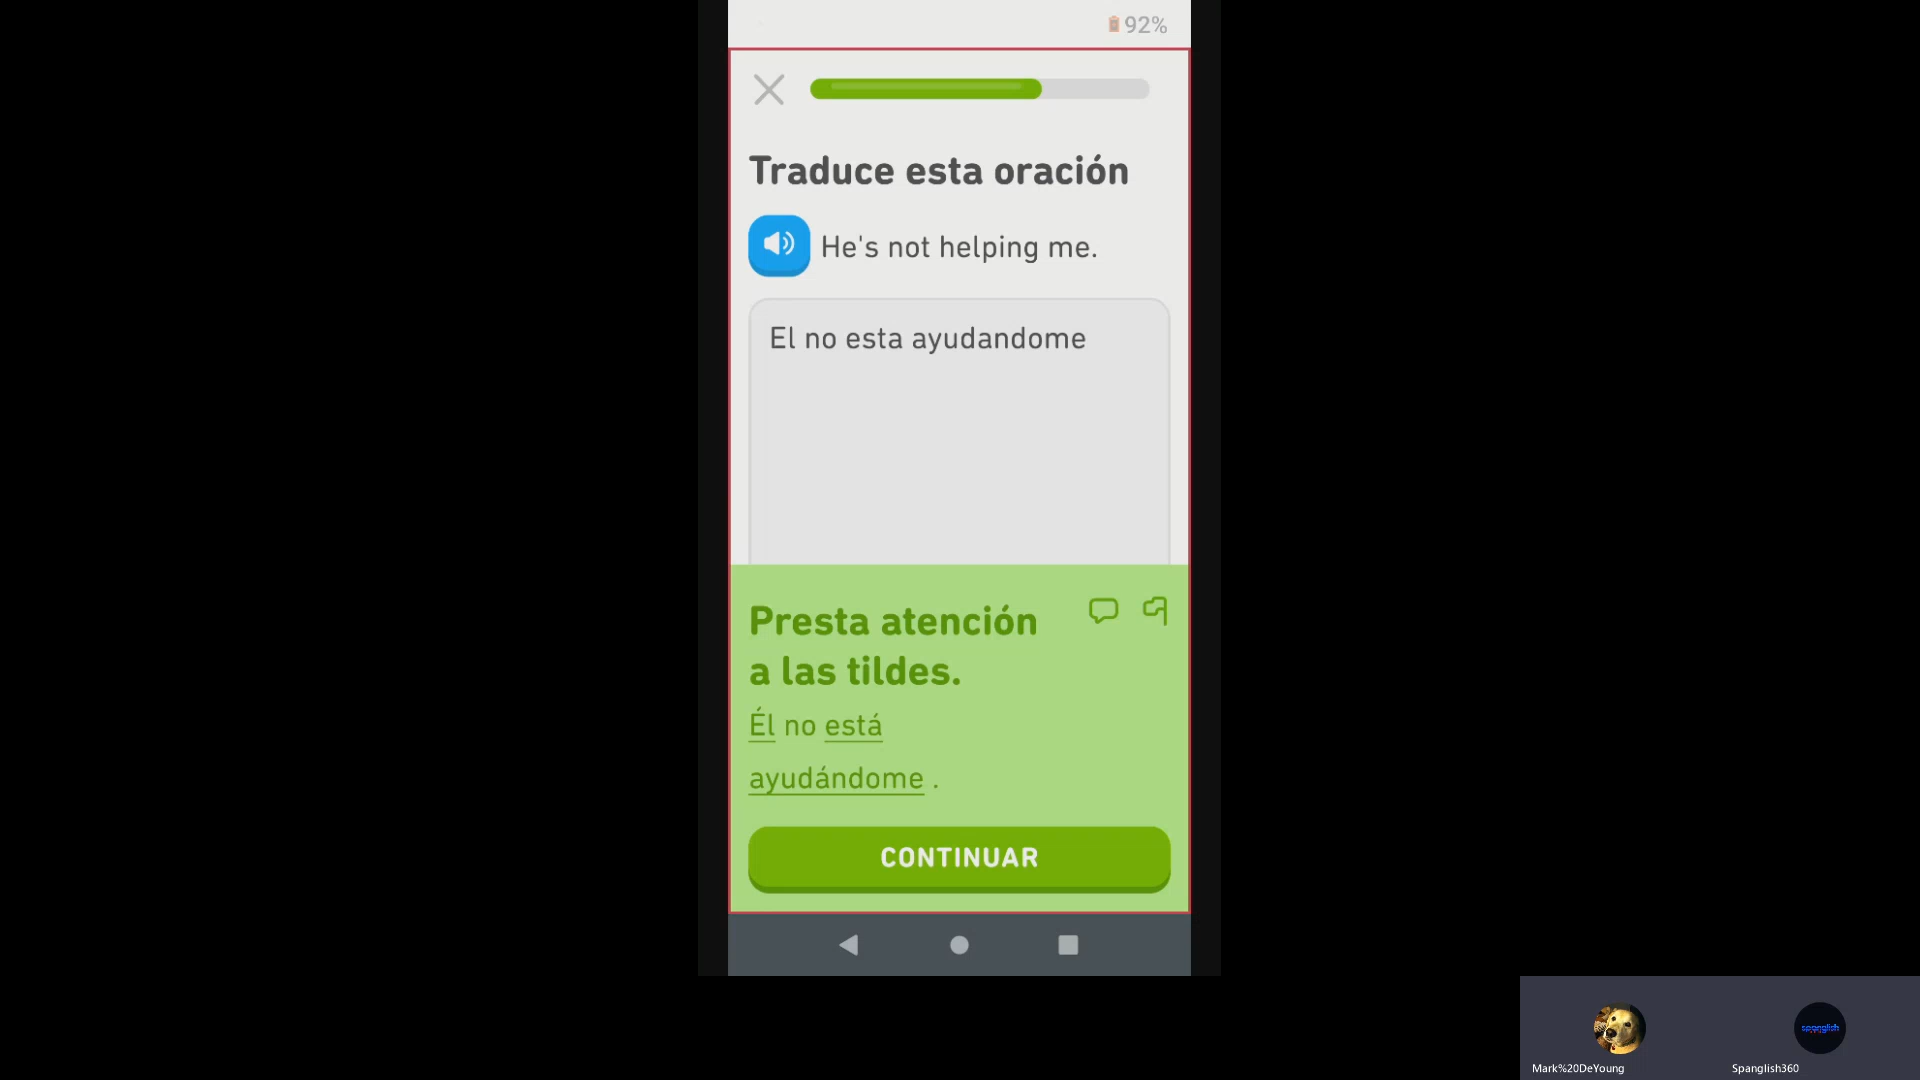 92%
Traduce esta oración
He's not helping me.
El no esta ayudandome
Presta atención
a las tildes.
Él no está
ayudándome .
CONTINUAR
spanglish
Mark%20DeYoung
Spanglish360